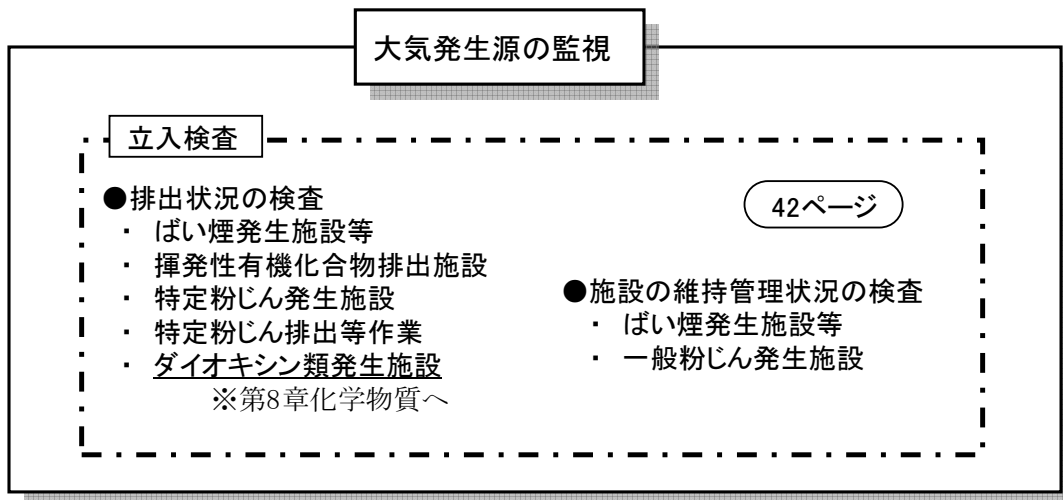 大気発生源の監視
立入検査
●排出状況の検査
・ ばい煙発生施設等
・ 揮発性有機化合物排出施設
・ 特定粉じん発生施設
・ 特定粉じん排出等作業
・ ダイオキシン類発生施設
※第8章化学物質へ
42ページ
●施設の維持管理状況の検査
・ ばい煙発生施設等
・ 一般粉じん発生施設